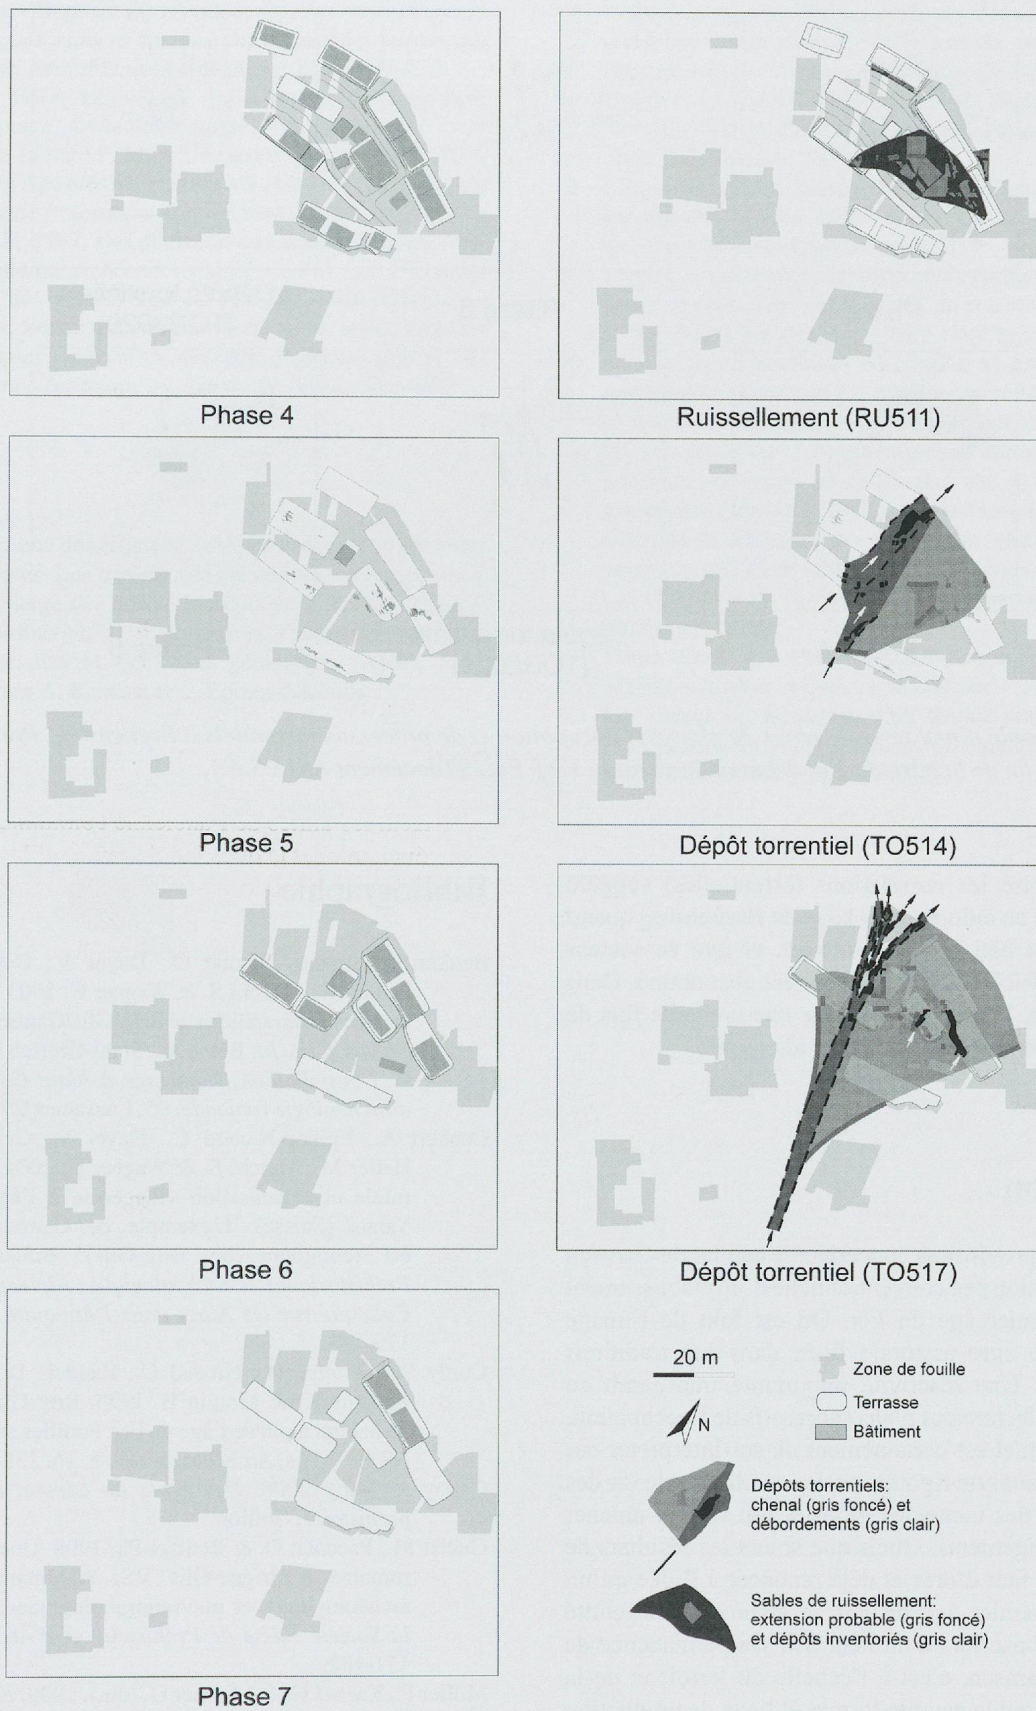 Phase 4
Ruissellement (RU511)
Phase 5
Dépôt torrentiel (TO514)
Phase 6
Dépôt torrentiel (TO517)
Phase 7
20 m
N
Zone de fouille
Terrasse
Bâtiment
Dépôts torrentiels:
chenal (gris foncé) et
débordements (gris clair)
Sables de ruissellement:
extension probable (gris foncé)
et dépôts inventoriés (gris clair)